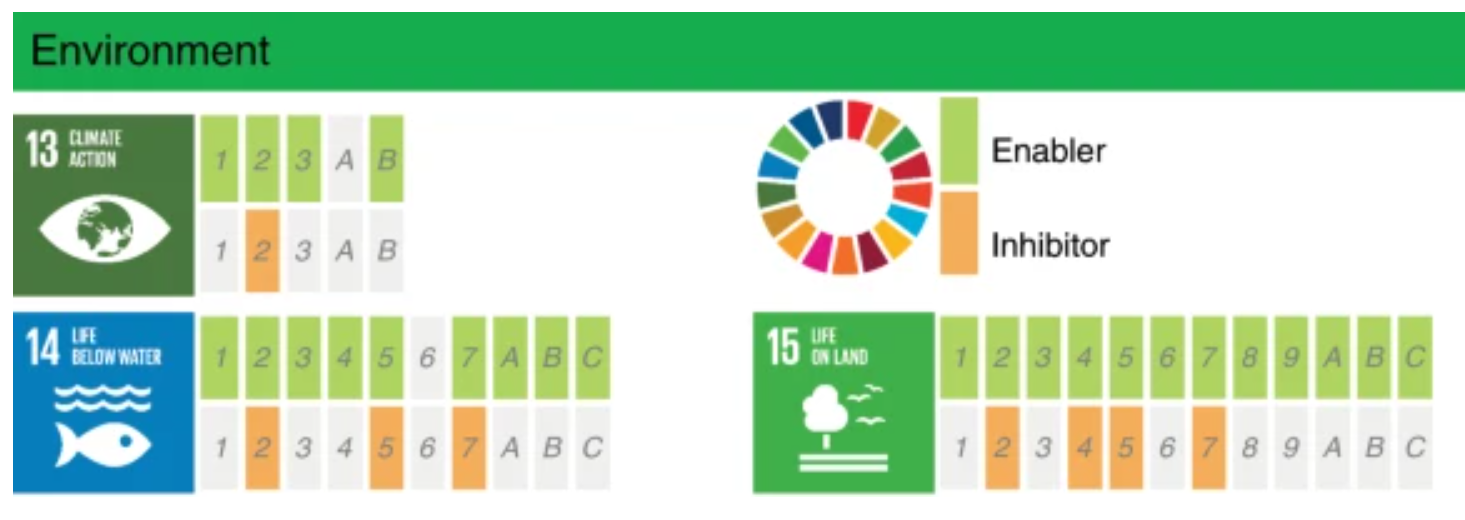 Environment
13 CLIMATE
ACTION
1 2 3 A B
1 2 3 A B
Enabler
Inhibitor
14 LIFE
BELOW WATER
1 2 3 4 5 6 7 A B C
1 2 3 4 5 6 7 A B C
15 LIFE
ON LAND
1 2 3 4 5 6 7 8 9 A B C
1 2 3 4 5 6 7 8 9 A B C